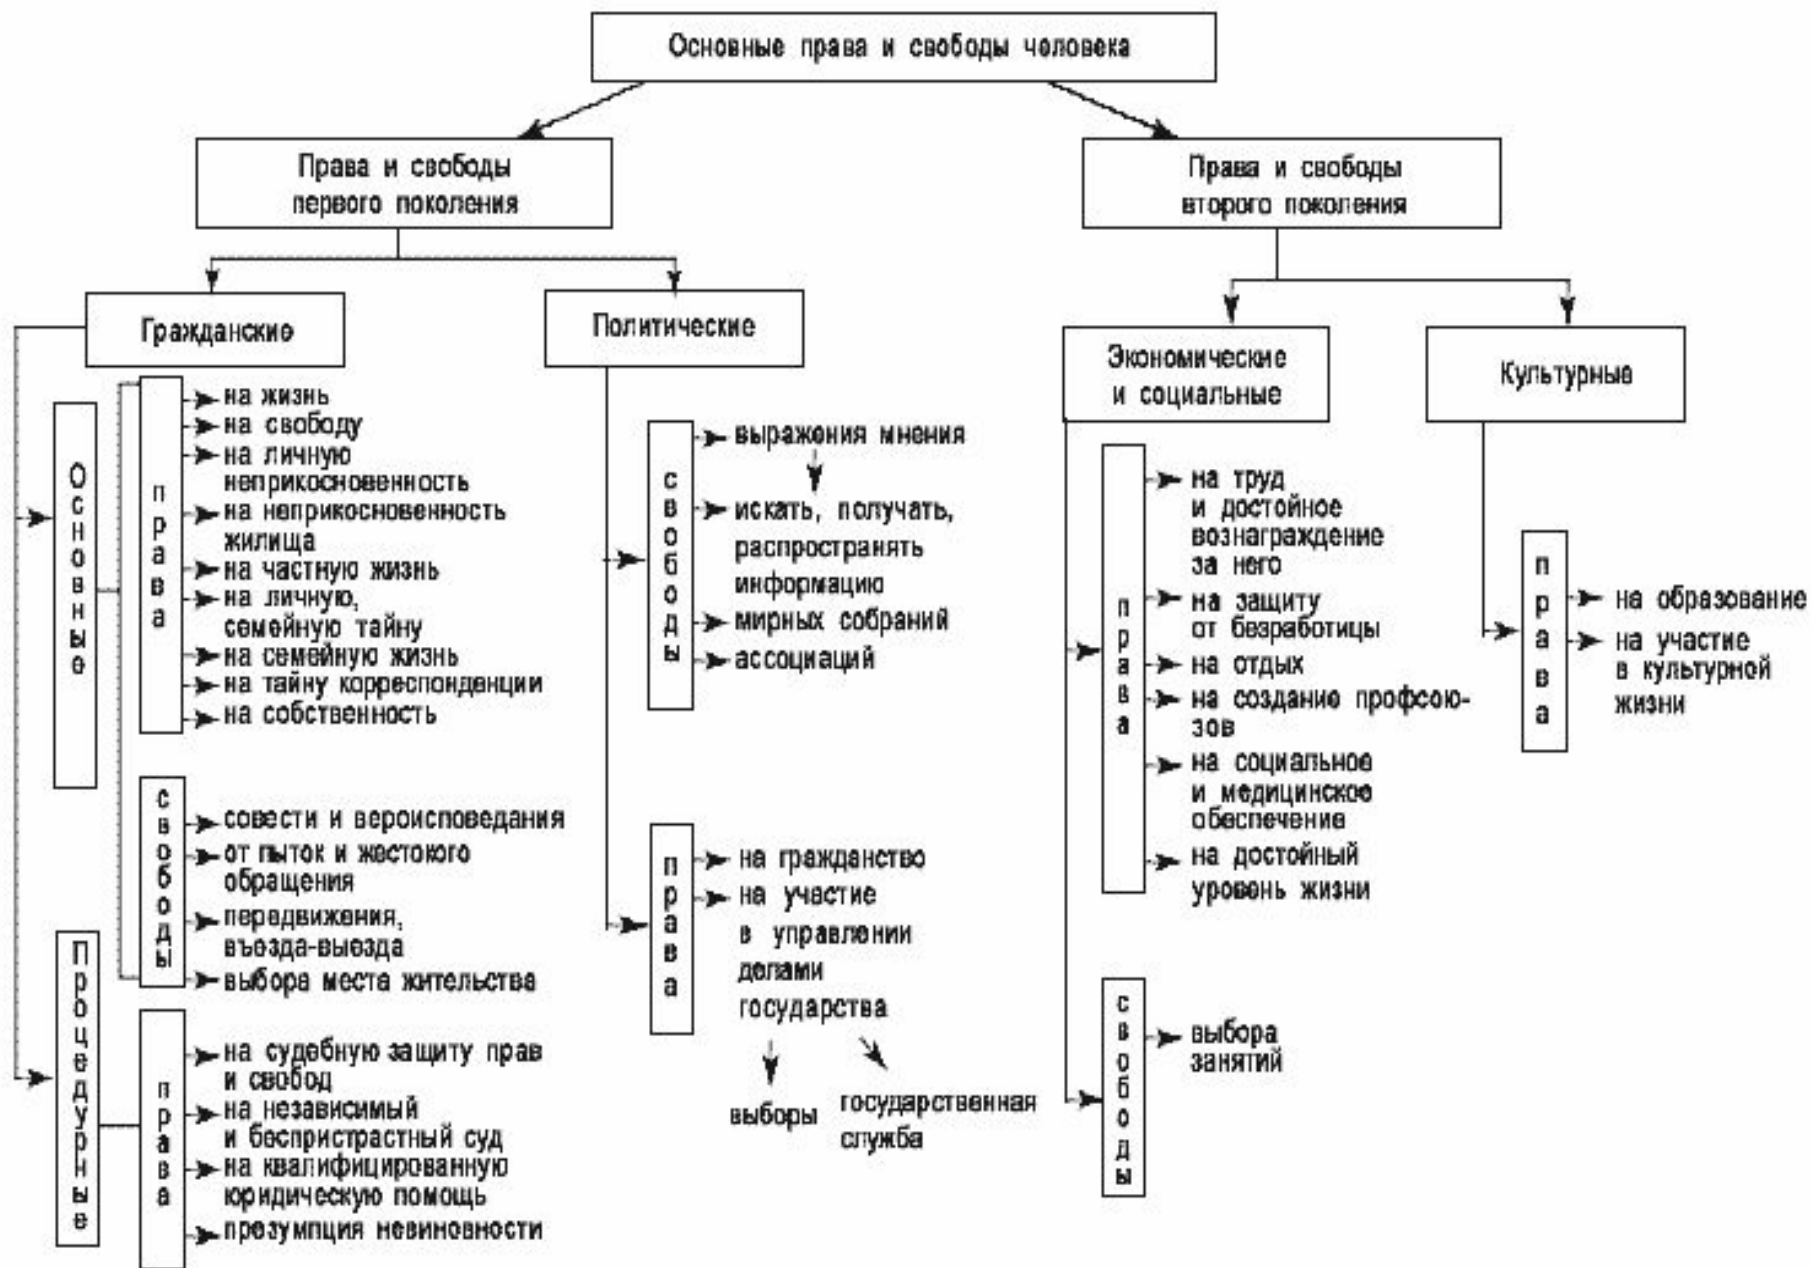 Основные права и свободы человека
Права и свободы
первого поколения
Права и свободы
второго поколения
Гражданские
Политические
Экономические
и социальные
Культурные
Основные
права
на жизнь
на свободу
на личную
неприкосновенность
на неприкосновенность
жилища
на частную жизнь
на личную,
семейную тайну
на семейную жизнь
на тайну корреспонденции
на собственность
свободы
совести и вероисповедания
от пыток и жестокого
обращения
передвижения,
въезда-выезда
выбора места жительства
Процедурные
права
на судебную защиту прав
и свобод
на независимый
и беспристрастный суд
на квалифицированную
юридическую помощь
презумпция невиновности
свободы
выражения мнения
искать, получать,
распространять
информацию
мирных собраний
ассоциаций
права
на гражданство
на участие
в управлении
делами
государства
выборы
государственная
служба
права
на труд
и достойное
вознаграждение
за него
на защиту
от безработицы
на отдых
на создание профсою-
зов
на социальное
и медицинское
обеспечение
на достойный
уровень жизни
свободы
выбора
занятий
права
на образование
на участие
в культурной
жизни